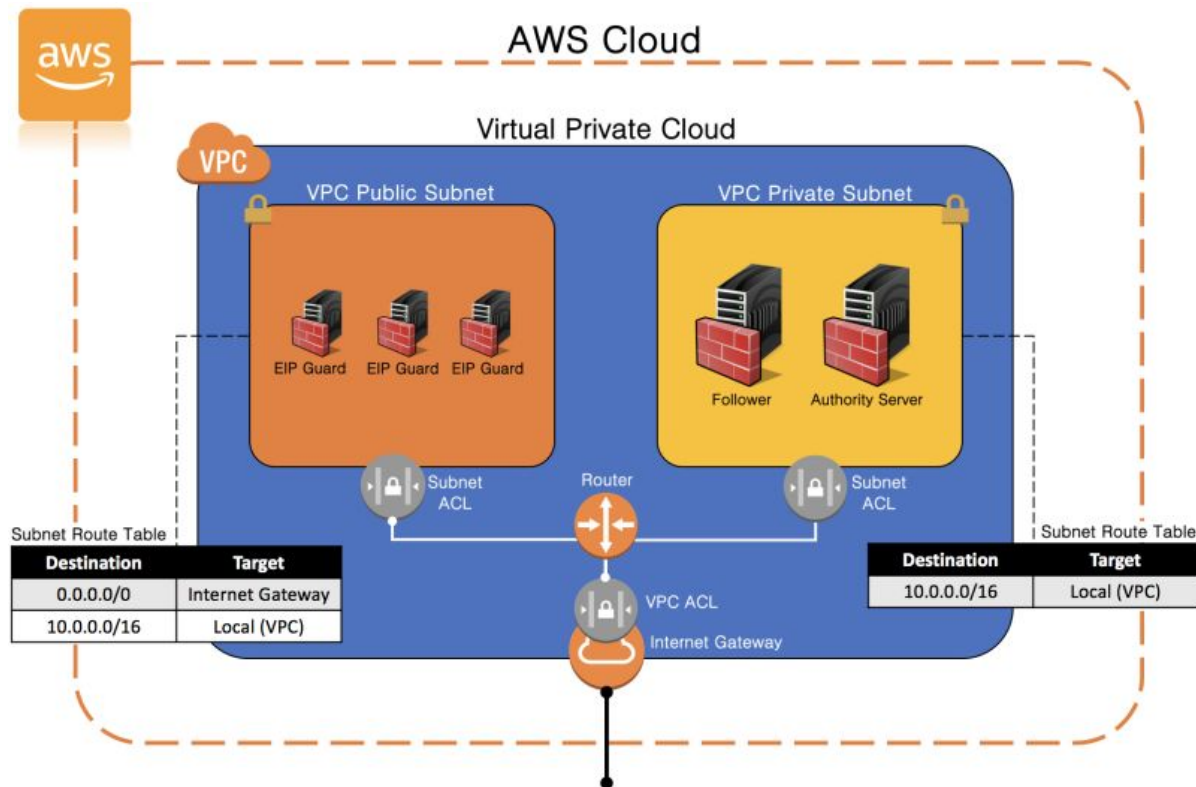 aws
AWS Cloud
Virtual Private Cloud
VPC
VPC Public Subnet
VPC Private Subnet
EIP Guard
EIP Guard
EIP Guard
Follower
Authority Server
Subnet
ACL
Router
Subnet
ACL
Subnet Route Table
Destination Target
0.0.0.0/0 Internet Gateway
10.0.0.0/16 Local (VPC)
Subnet Route Table
Destination Target
10.0.0.0/16 Local (VPC)
VPC ACL
Internet Gateway